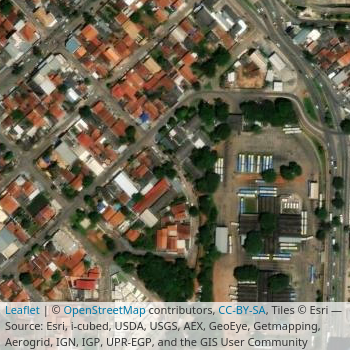 Leaflet | © OpenStreetMap contributors, CC-BY-SA, Tiles © Esri —
Source: Esri, i-cubed, USDA, USGS, AEX, GeoEye, Getmapping,
Aerogrid, IGN, IGP, UPR-EGP, and the GIS User Community